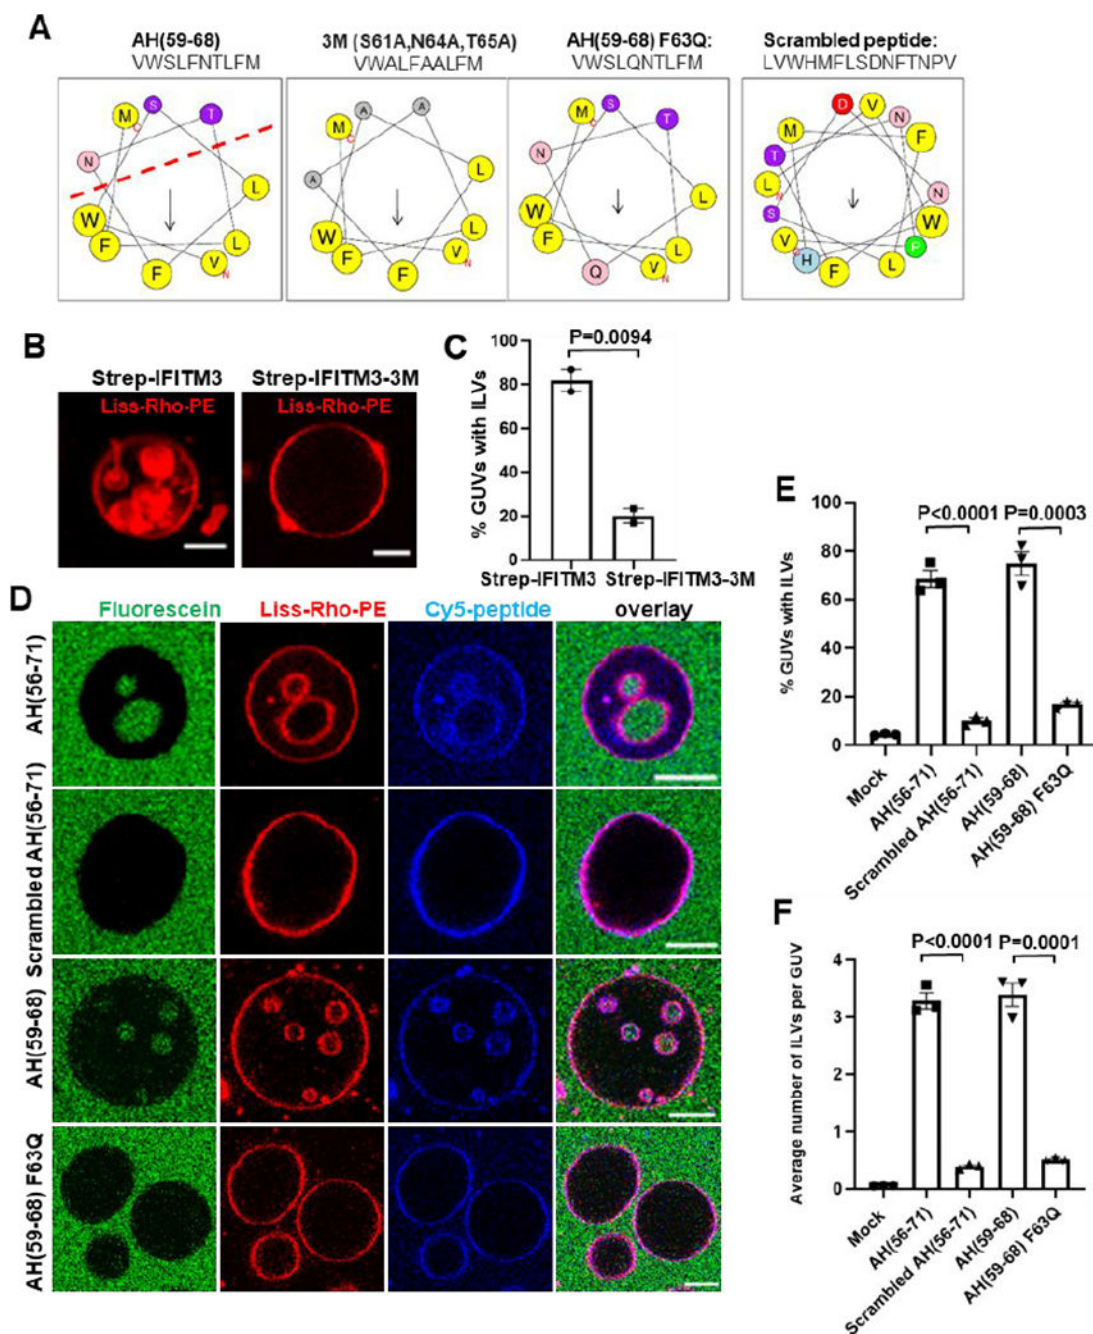 A
AH(59-68)
VWSLFNTLFM
3M (S61A,N64A,T65A)
VWALFAALFM
AH(59-68) F63Q:
VWSLQNTLFM
Scrambled peptide:
LVWHMFLSDNFTNPV
M
C
S
T
N
W
F
F
V
N
L
L
M
C
A
A
A
W
F
F
V
N
L
L
M
C
S
T
N
W
F
Q
V
N
L
L
D
V
N
M
F
T
L
N
N
S
W
V
C
H
F
L
P
B
Strep-IFITM3
Strep-IFITM3-3M
Liss-Rho-PE
Liss-Rho-PE
C
P=0.0094
% GUVs with ILVs
100
80
60
40
20
0
Strep-IFITM3
Strep-IFITM3-3M
D
Fluorescein
Liss-Rho-PE
Cy5-peptide
overlay
AH(56-71)
Scrambled AH(56-71)
AH(59-68)
AH(59-68) F63Q
E
P<0.0001
P=0.0003
% GUVs with ILVs
100
80
60
40
20
0
Mock
AH(56-71)
Scrambled AH(56-71)
AH(59-68)
AH(59-68) F63Q
F
P<0.0001
P=0.0001
Average number of ILVs per GUV
4
3
2
1
0
Mock
AH(56-71)
Scrambled AH(56-71)
AH(59-68)
AH(59-68) F63Q